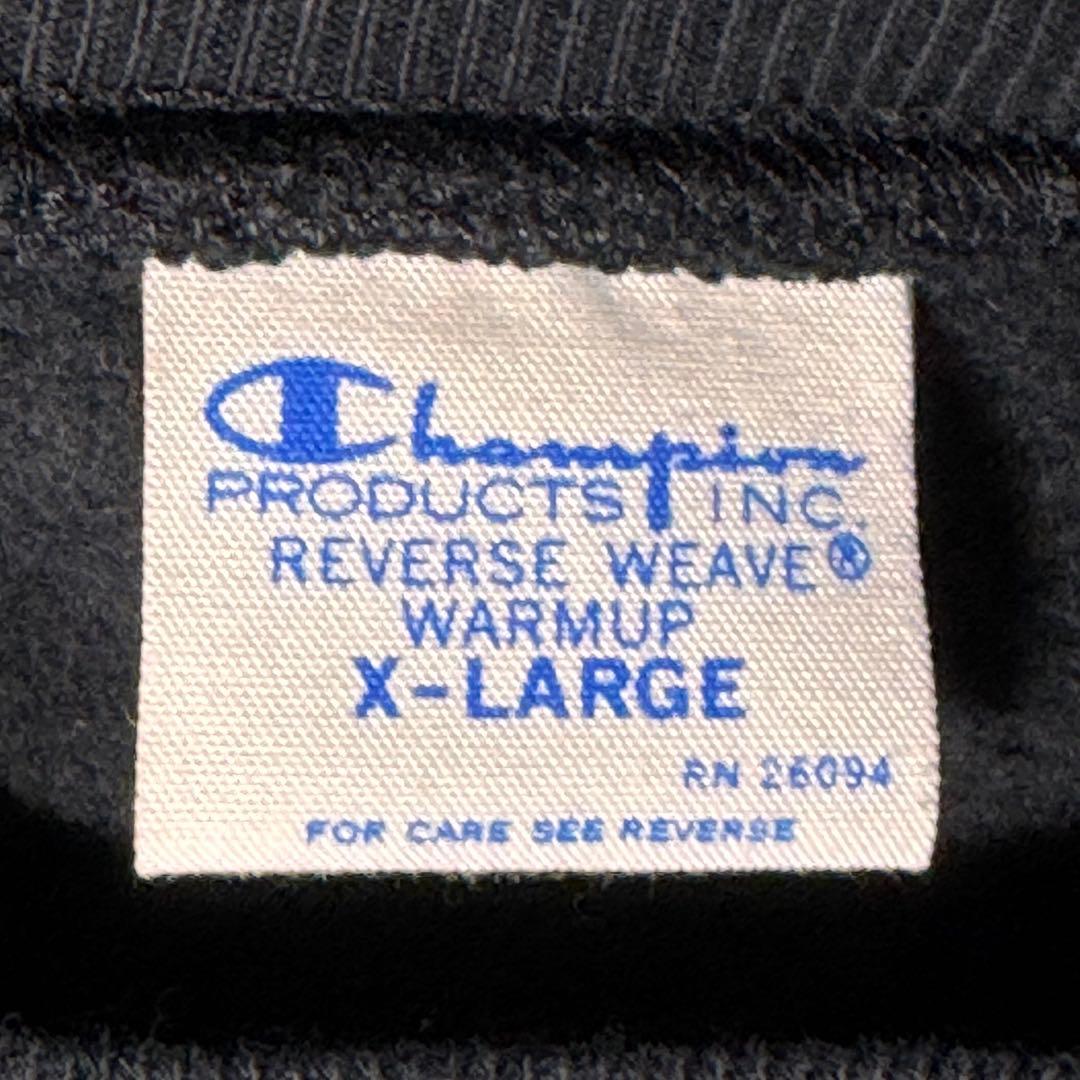 Champion
PRODUCTS INC.
REVERSE WEAVE®
WARMUP
X-LARGE
RN 26094
FOR CARE SEE REVERSE